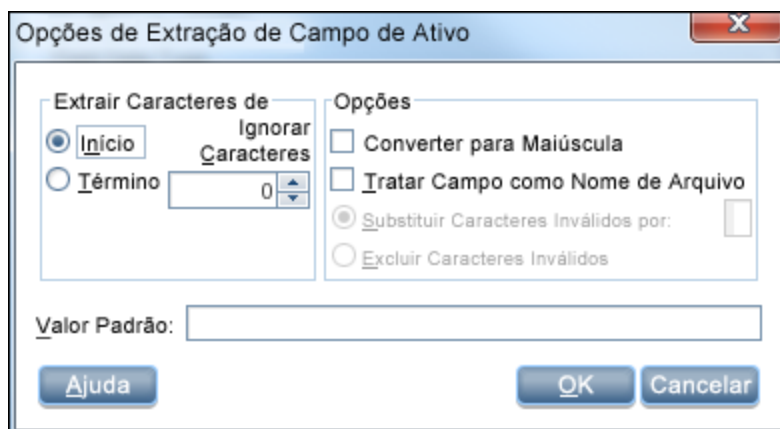 Opções de Extração de Campo de Ativo
Extrair Caracteres de
Início
Término
Ignorar
Caracteres
0
Opções
Converter para Maiúscula
Tratar Campo como Nome de Arquivo
Substituir Caracteres Inválidos por:
Excluir Caracteres Inválidos
Valor Padrão:
Ajuda
OK
Cancelar